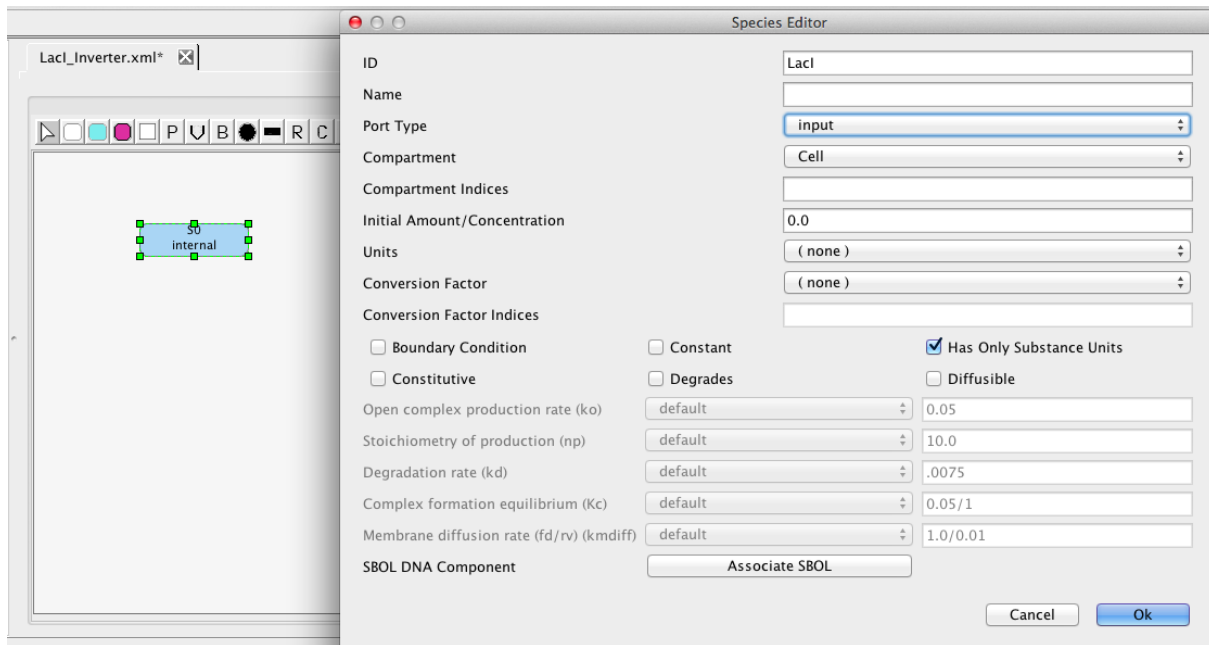 Species Editor
LacI_Inverter.xml*
P V B R C
S0
internal
ID LacI
Name
Port Type input
Compartment Cell
Compartment Indices
Initial Amount/Concentration 0.0
Units ( none )
Conversion Factor ( none )
Conversion Factor Indices
Boundary Condition Constant Has Only Substance Units
Constitutive Degrades Diffusible
Open complex production rate (ko) default 0.05
Stoichiometry of production (np) default 10.0
Degradation rate (kd) default .0075
Complex formation equilibrium (Kc) default 0.05/1
Membrane diffusion rate (fd/rv) (kmdiff) default 1.0/0.01
SBOL DNA Component Associate SBOL
Cancel Ok